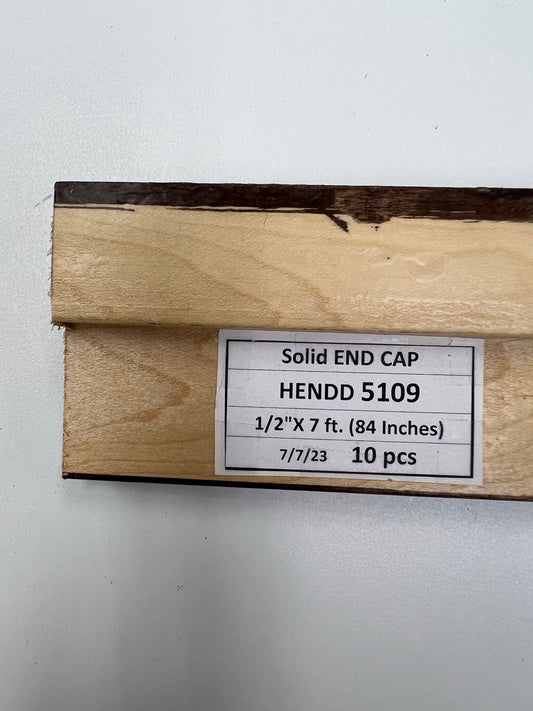 Solid END CAP
HENDD 5109
1/2"X 7 ft. (84 Inches)
7/7/23 10 pcs